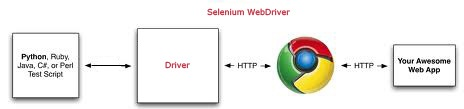 Selenium WebDriver
Python, Ruby,
Java, C#, or Perl
Test Script
Driver
HTTP
HTTP
Your Awesome
Web App